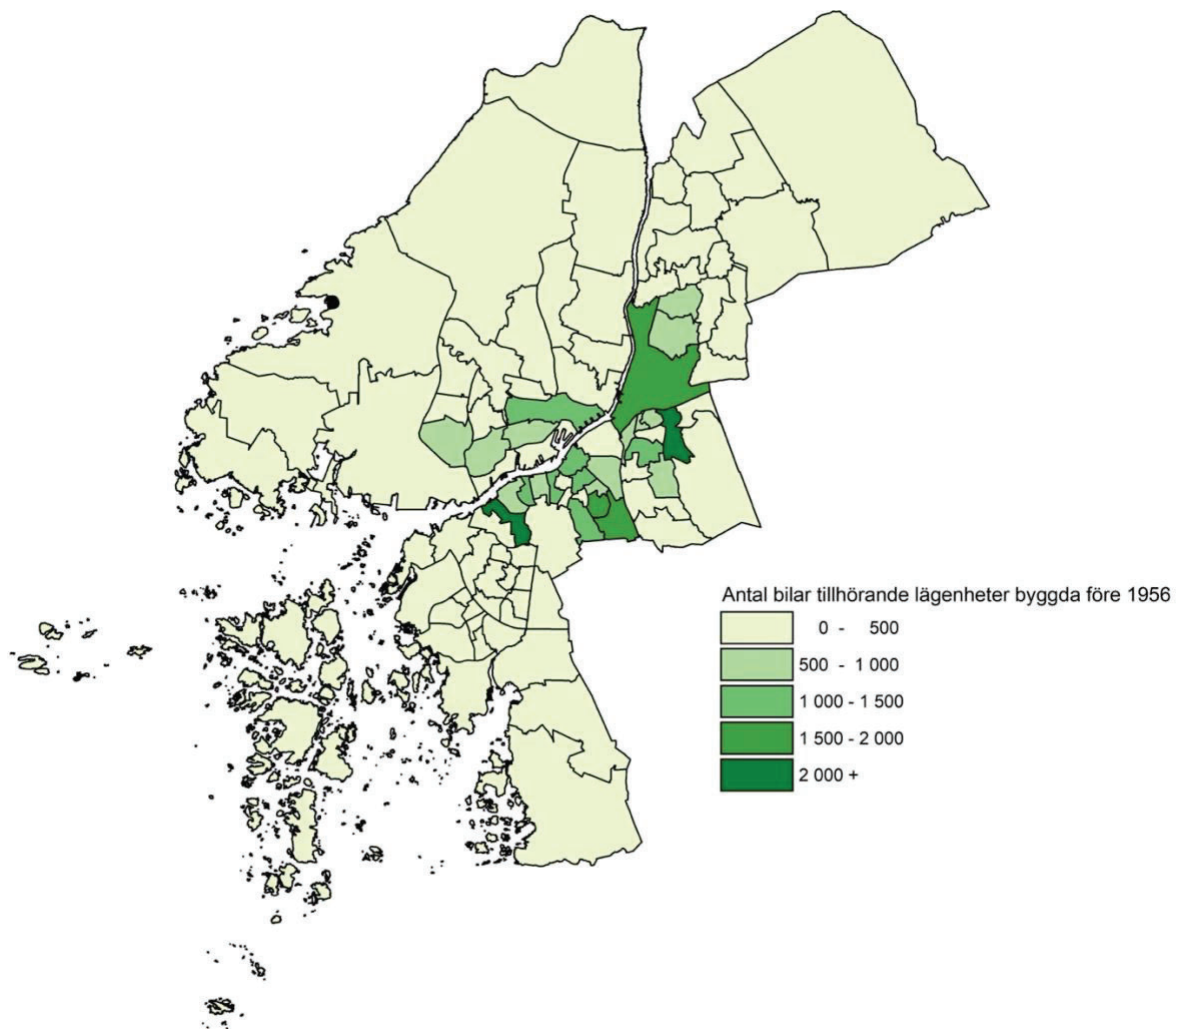 Antal bilar tillhörande lägenheter byggda före 1956
0 - 500
500 - 1 000
1 000 - 1 500
1 500 - 2 000
2 000 +